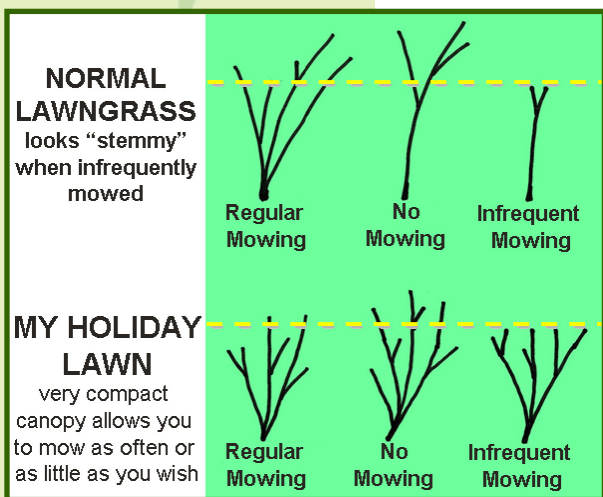 NORMAL
LAWNGRASS
looks “stemmy”
when infrequently
mowed
Regular
Mowing
No
Mowing
Infrequent
Mowing
MY HOLIDAY
LAWN
very compact
canopy allows you
to mow as often or
as little as you wish
Regular
Mowing
No
Mowing
Infrequent
Mowing